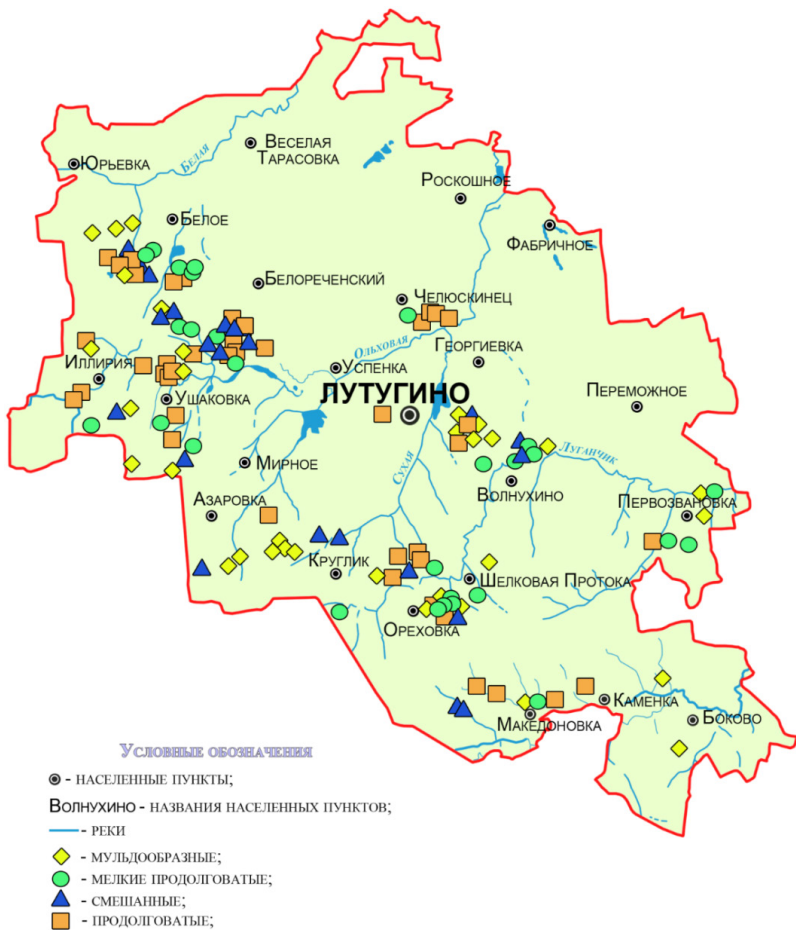 Юрьевка
Белая
Веселая
Тарасовка
Роскошное
Белое
Фабричное
Белореченский
Челюскинец
Ольховая
Георгиевка
Иллирия
Успенка
ЛУТУГИНО
Переможное
Ушаковка
Сухая
Луганчик
Мирное
Волнухино
Азаровка
Первозвановка
Круглик
Шелковая Протока
Ореховка
Каменка
Македоновка
Боково
Условные обозначения
- населенные пункты;
Волнухино - названия населенных пунктов;
- реки
- мульдообразные;
- мелкие продолговатые;
- смешанные;
- продолговатые;